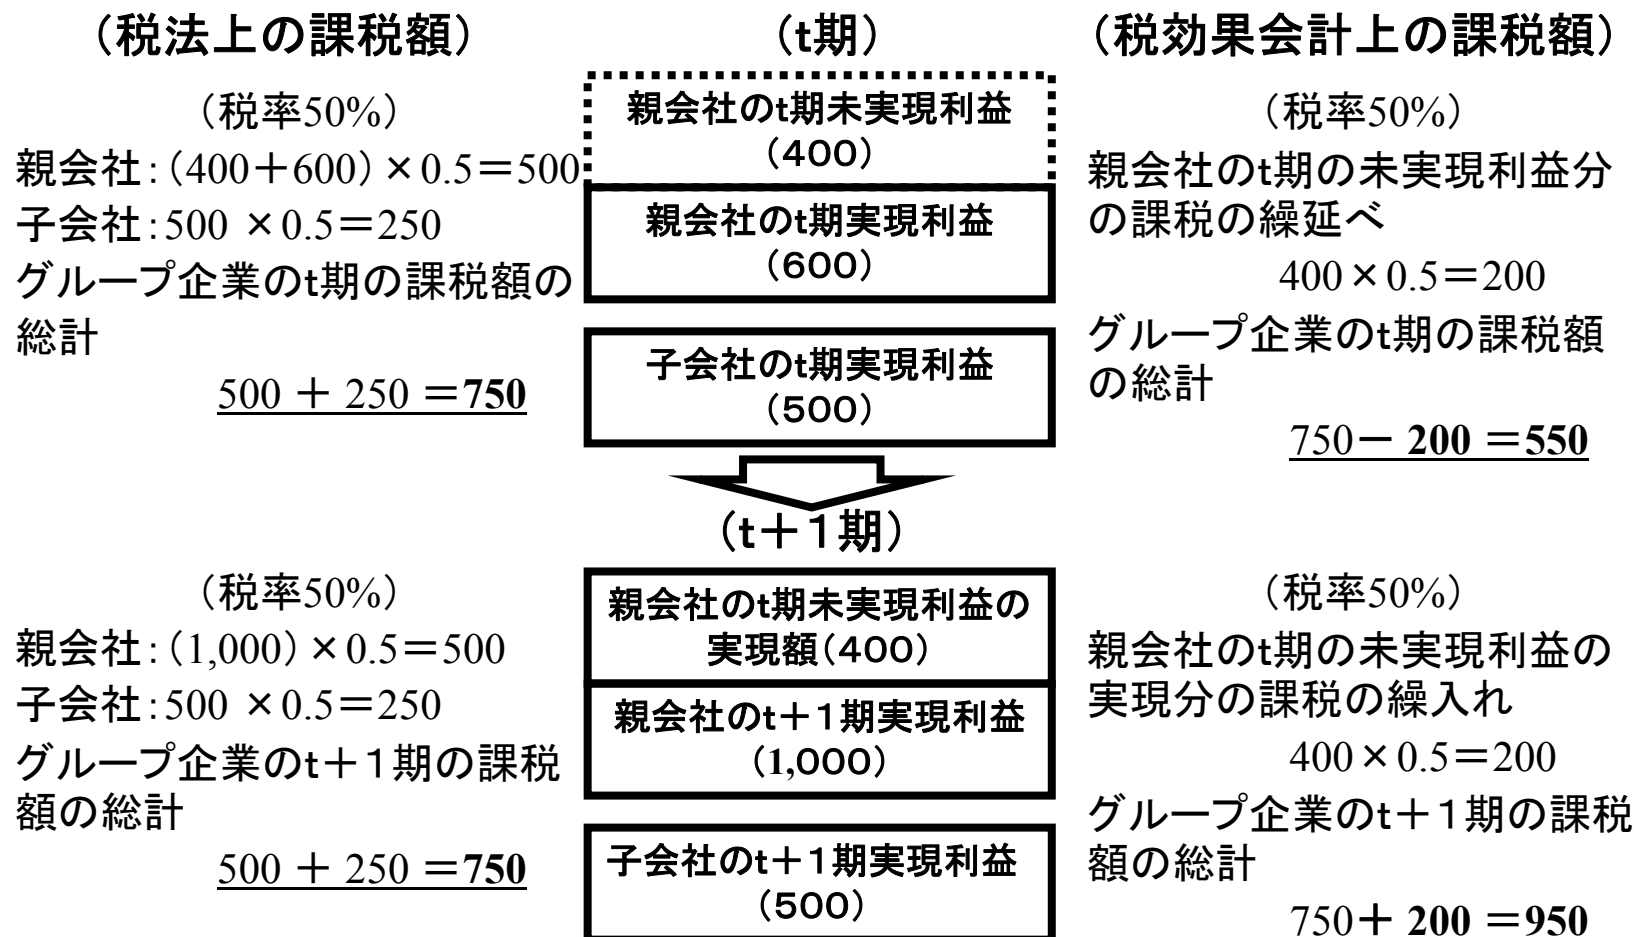 （税法上の課税額）
（税率50%）
親会社：（400＋600）×0.5＝500
子会社：500 ×0.5＝250
グループ企業のt期の課税額の
総計
500 ＋ 250 ＝750
（t期）
親会社のt期未実現利益
（400）
親会社のt期実現利益
（600）
子会社のt期実現利益
（500）
（税効果会計上の課税額）
（税率50%）
親会社のt期の未実現利益分
の課税の繰延べ
400×0.5＝200
グループ企業のt期の課税額
の総計
750－ 200 ＝550
（t＋1期）
（税率50%）
親会社：（1,000）×0.5＝500
子会社：500 ×0.5＝250
グループ企業のt＋1期の課税
額の総計
500 ＋ 250 ＝750
親会社のt期未実現利益の
実現額（400）
親会社のt＋1期実現利益
（1,000）
子会社のt＋1期実現利益
（500）
（税率50%）
親会社のt期の未実現利益の
実現分の課税の繰入れ
400×0.5＝200
グループ企業のt＋1期の課税
額の総計
750＋ 200 ＝950